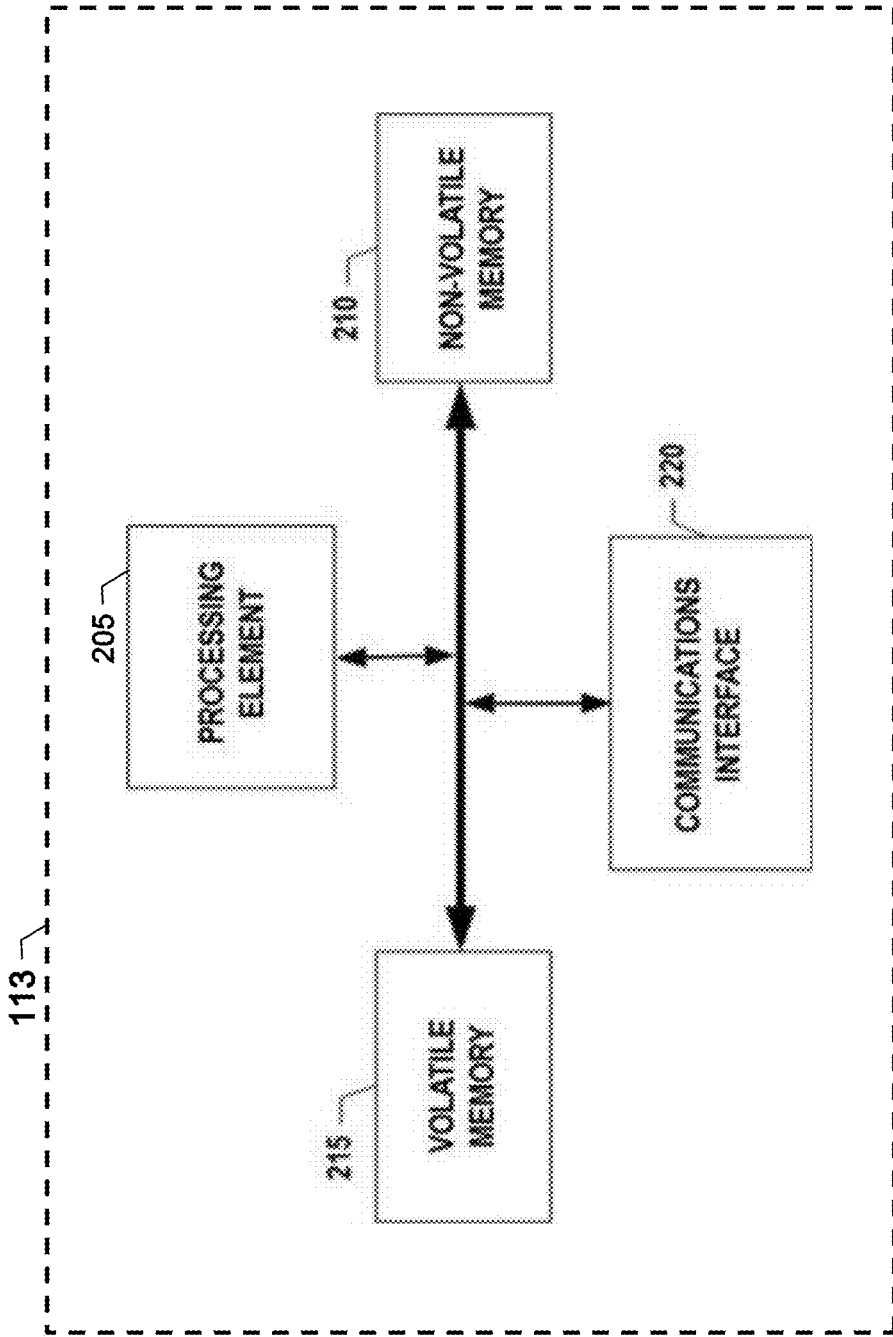 113
205
PROCESSING
ELEMENT
215
VOLATILE
MEMORY
210
NON-VOLATILE
MEMORY
220
COMMUNICATIONS
INTERFACE